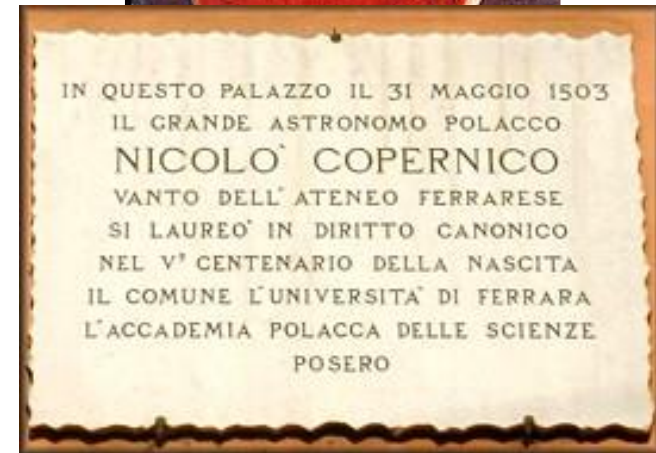 IN QUESTO PALAZZO IL 31 MAGGIO 1503
IL GRANDE ASTRONOMO POLACCO
NICOLO` COPERNICO
VANTO DELL' ATENEO FERRARESE
SI LAUREO' IN DIRITTO CANONICO
NEL V° CENTENARIO DELLA NASCITA
IL COMUNE L'UNIVERSITA' DI FERRARA
L'ACCADEMIA POLACCA DELLE SCIENZE
POSERO